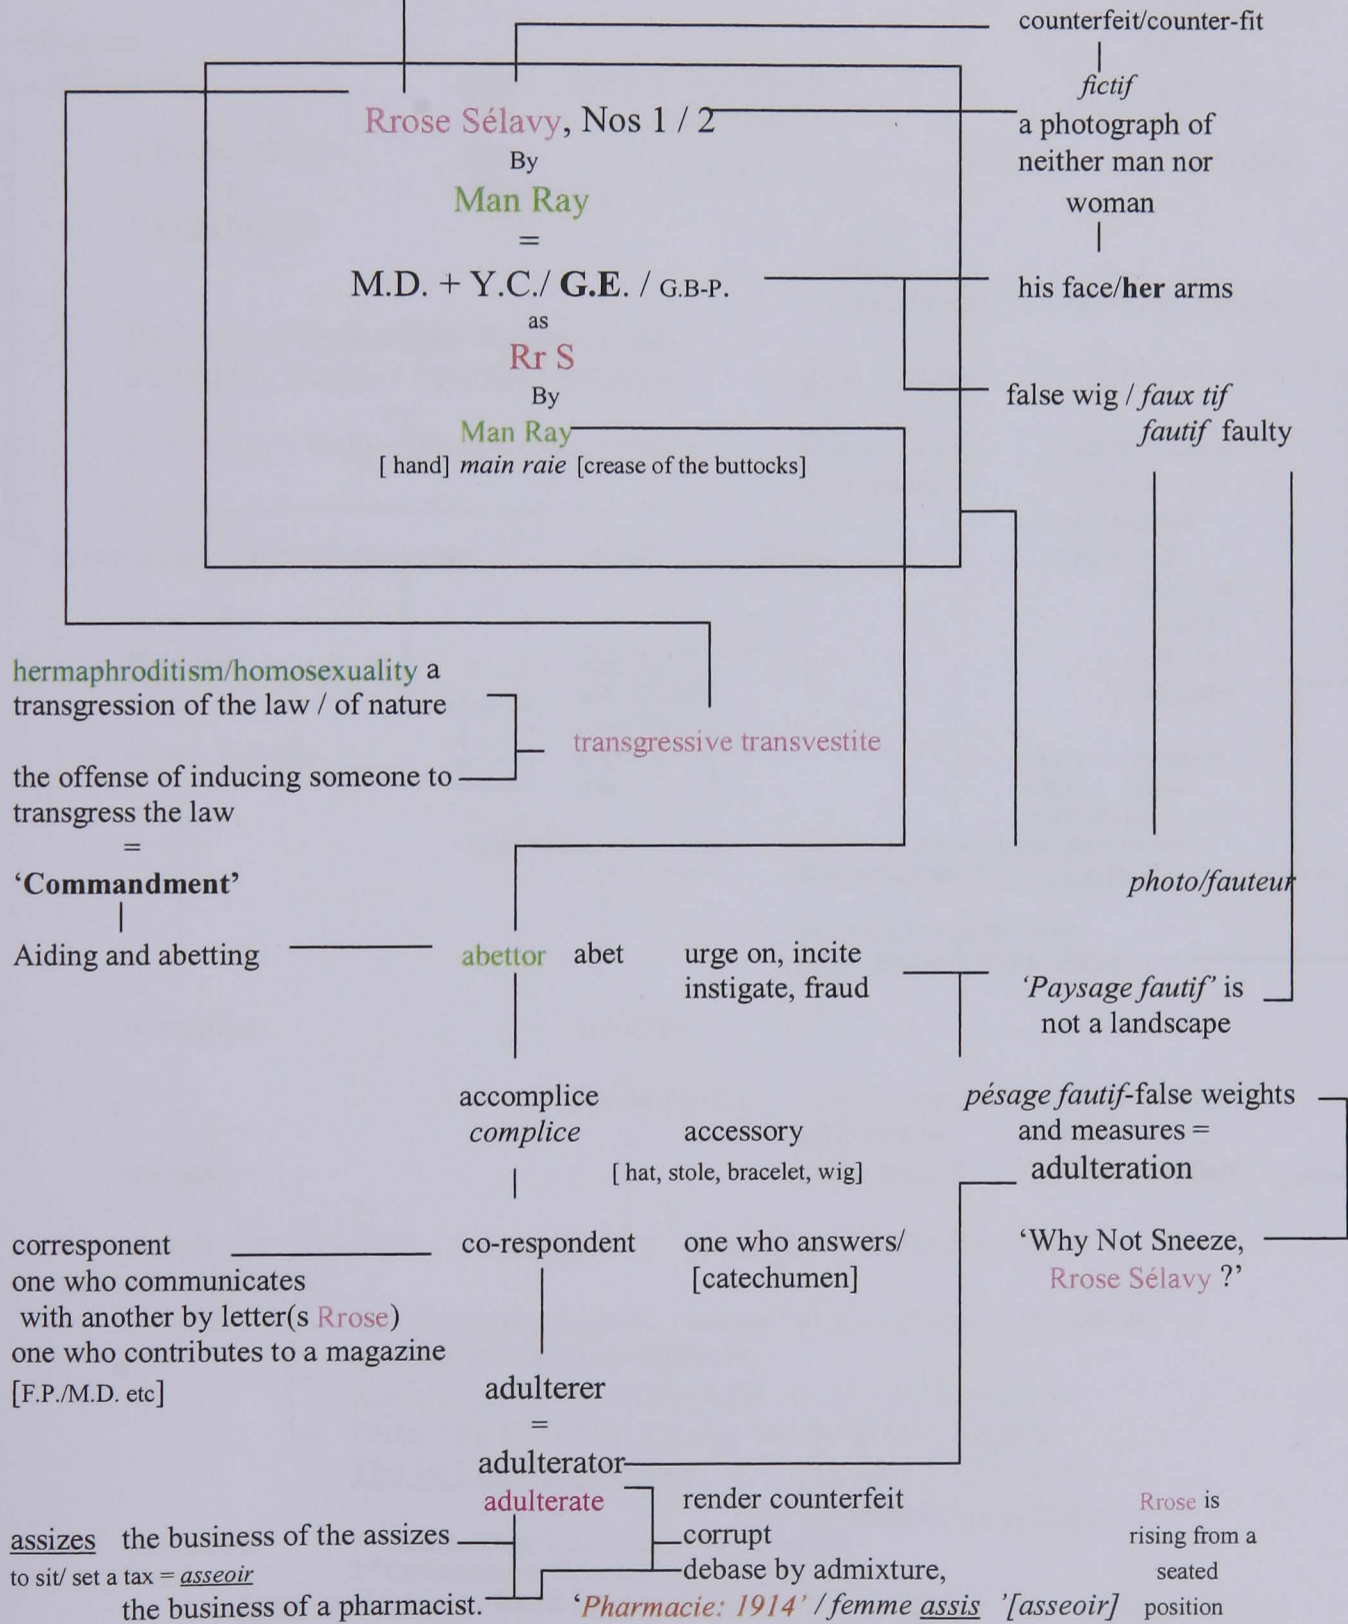 counterfeit/counter-fit
fictif
Rrose Sélavy, Nos 1 / 2
a photograph of
neither man nor
woman
By
Man Ray
=
M.D. + Y.C./ G.E. / G.B-P.
his face/her arms
as
Rr S
By
false wig / faux tif
fautif faulty
Man Ray
[ hand] main raie [crease of the buttocks]
hermaphroditism/homosexuality a
transgression of the law / of nature
transgressive transvestite
the offense of inducing someone to
transgress the law
=
‘Commandment’
photo/fauteur
Aiding and abetting
abettor abet
urge on, incite
instigate, fraud
‘Paysage fautif’ is
not a landscape
accomplice
complice
accessory
[ hat, stole, bracelet, wig]
pésage fautif-false weights
and measures =
adulteration
corresponent
one who communicates
with another by letter(s Rrose)
one who contributes to a magazine
[F.P./M.D. etc]
co-respondent
one who answers/
[catechumen]
‘Why Not Sneeze,
Rrose Sélavy ?’
adulterer
=
adulterator
adulterate
render counterfeit
corrupt
debase by admixture,
assizes the business of the assizes
to sit/ set a tax = asseoir
the business of a pharmacist.
‘Pharmacie: 1914’ / femme assis ’[asseoir]
Rrose is
rising from a
seated
position